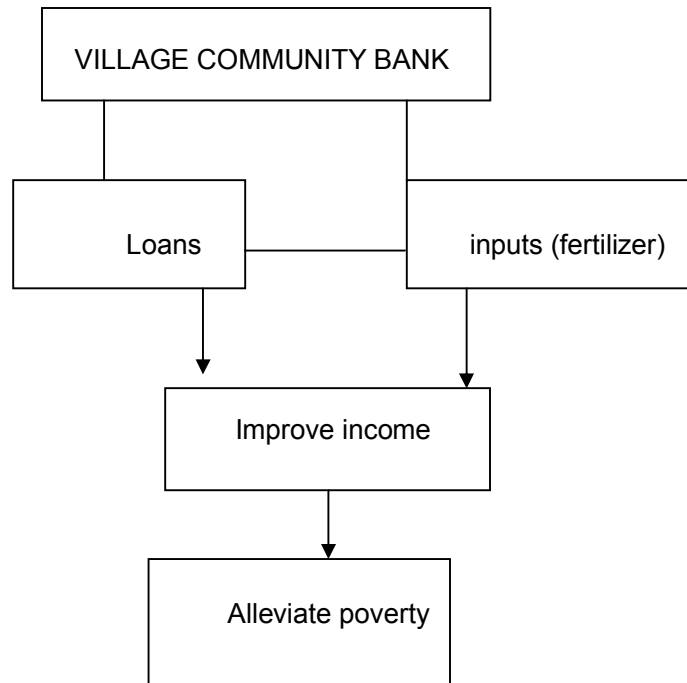 VILLAGE COMMUNITY BANK
Loans
inputs (fertilizer)
Improve income
Alleviate poverty